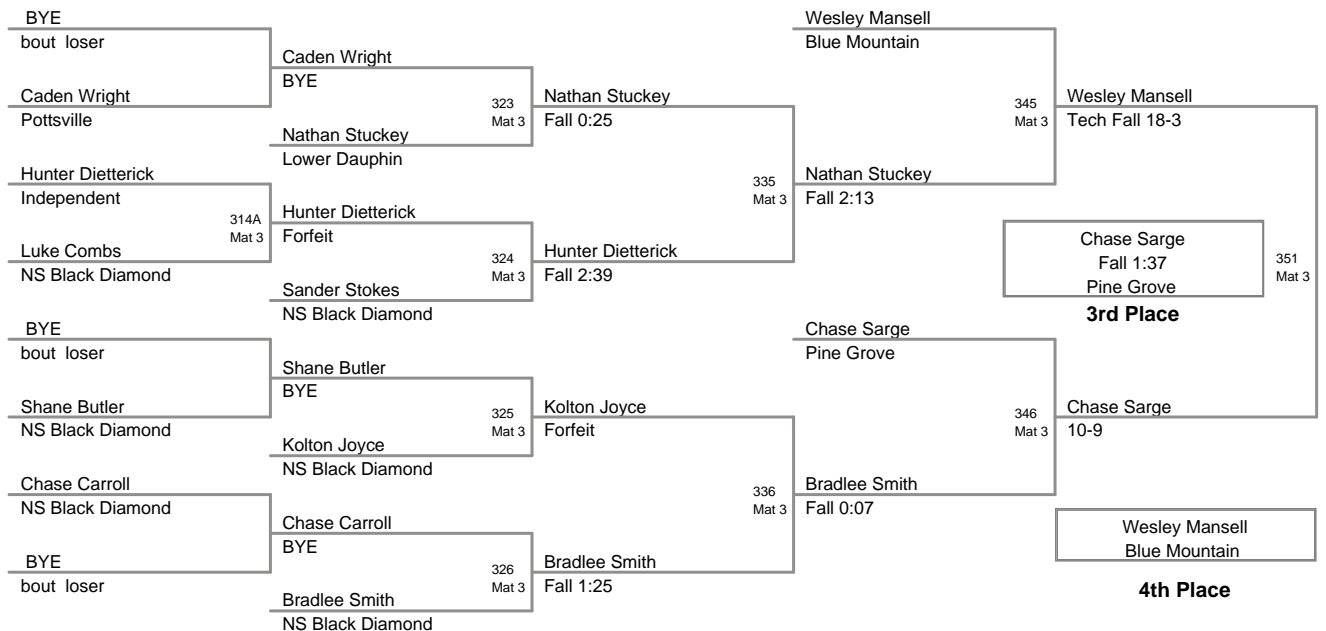 BYE
bout loser
Caden Wright
BYE
Caden Wright
Pottsville
323
Mat 3
Nathan Stuckey
Fall 0:25
Nathan Stuckey
Lower Dauphin
Hunter Dietterick
Independent
314A
Mat 3
Hunter Dietterick
Forfeit
Luke Combs
NS Black Diamond
324
Mat 3
Hunter Dietterick
Fall 2:39
Sander Stokes
NS Black Diamond
335
Mat 3
Nathan Stuckey
Fall 2:13
Wesley Mansell
Blue Mountain
345
Mat 3
Wesley Mansell
Tech Fall 18-3
Chase Sarge
Fall 1:37
Pine Grove
3rd Place
351
Mat 3
BYE
bout loser
Shane Butler
BYE
Shane Butler
NS Black Diamond
325
Mat 3
Kolton Joyce
Forfeit
Kolton Joyce
NS Black Diamond
Chase Carroll
NS Black Diamond
Chase Carroll
BYE
BYE
bout loser
326
Mat 3
Bradlee Smith
Fall 1:25
Bradlee Smith
NS Black Diamond
336
Mat 3
Bradlee Smith
Fall 0:07
Chase Sarge
Pine Grove
346
Mat 3
Chase Sarge
10-9
Wesley Mansell
Blue Mountain
4th Place